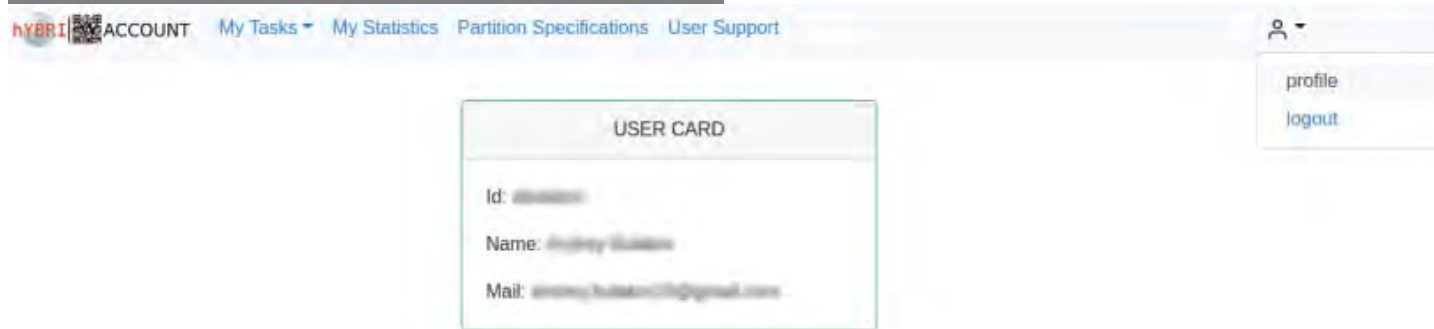 hYBRI ACCOUNT My Tasks My Statistics Partition Specifications User Support
profile
logout
USER CARD
Id:
Name:
Mail: